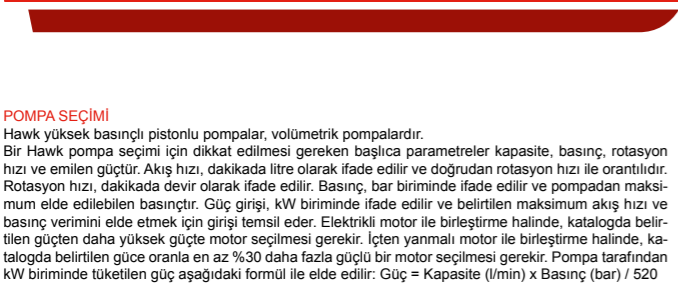 POMPA SEÇİMİ
Hawk yüksek basınçlı pistonlu pompalar, volümetrik pompalardır.
Bir Hawk pompa seçimi için dikkat edilmesi gereken başlıca parametreler kapasite, basınç, rotasyon
hızı ve emilen güçtür. Akış hızı, dakikada litre olarak ifade edilir ve doğrudan rotasyon hızı ile orantılıdır.
Rotasyon hızı, dakikada devir olarak ifade edilir. Basınç, bar biriminde ifade edilir ve pompadan maksi-
mum elde edilebilen basınçtır. Güç girişi, kW biriminde ifade edilir ve belirtilen maksimum akış hızı ve
basınç verimini elde etmek için girişi temsil eder. Elektrikli motor ile birleştirme halinde, katalogda belir-
tilen güçten daha yüksek güçte motor seçilmesi gerekir. İçten yanmalı motor ile birleştirme halinde, ka-
talogda belirtilen güce oranla en az %30 daha fazla güçlü bir motor seçilmesi gerekir. Pompa tarafından
kW biriminde tüketilen güç aşağıdaki formül ile elde edilir: Güç = Kapasite (l/min) x Basınç (bar) / 520